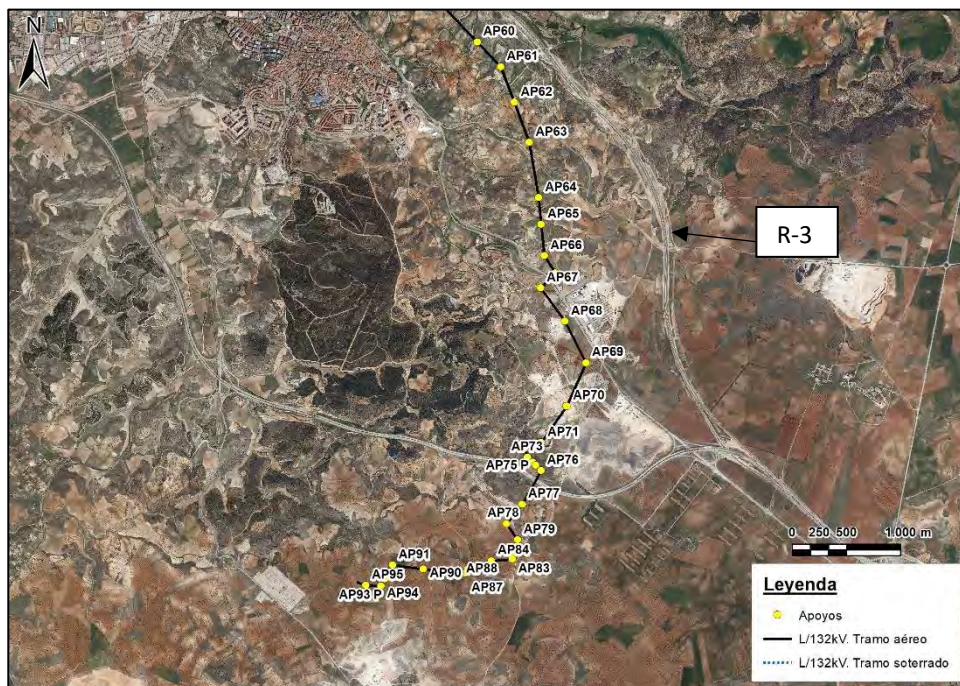 N
AP60
AP61
AP62
AP63
AP64
AP65
AP66
AP67
R-3
AP68
AP69
AP70
AP71
AP73
AP75 P
AP76
AP77
AP78
AP79
AP84
AP83
AP88
AP87
AP91
AP90
AP95
AP93 P
AP94
0 250 500 1.000 m
Leyenda
Apoyos
L/132kV. Tramo aéreo
L/132kV. Tramo soterrado